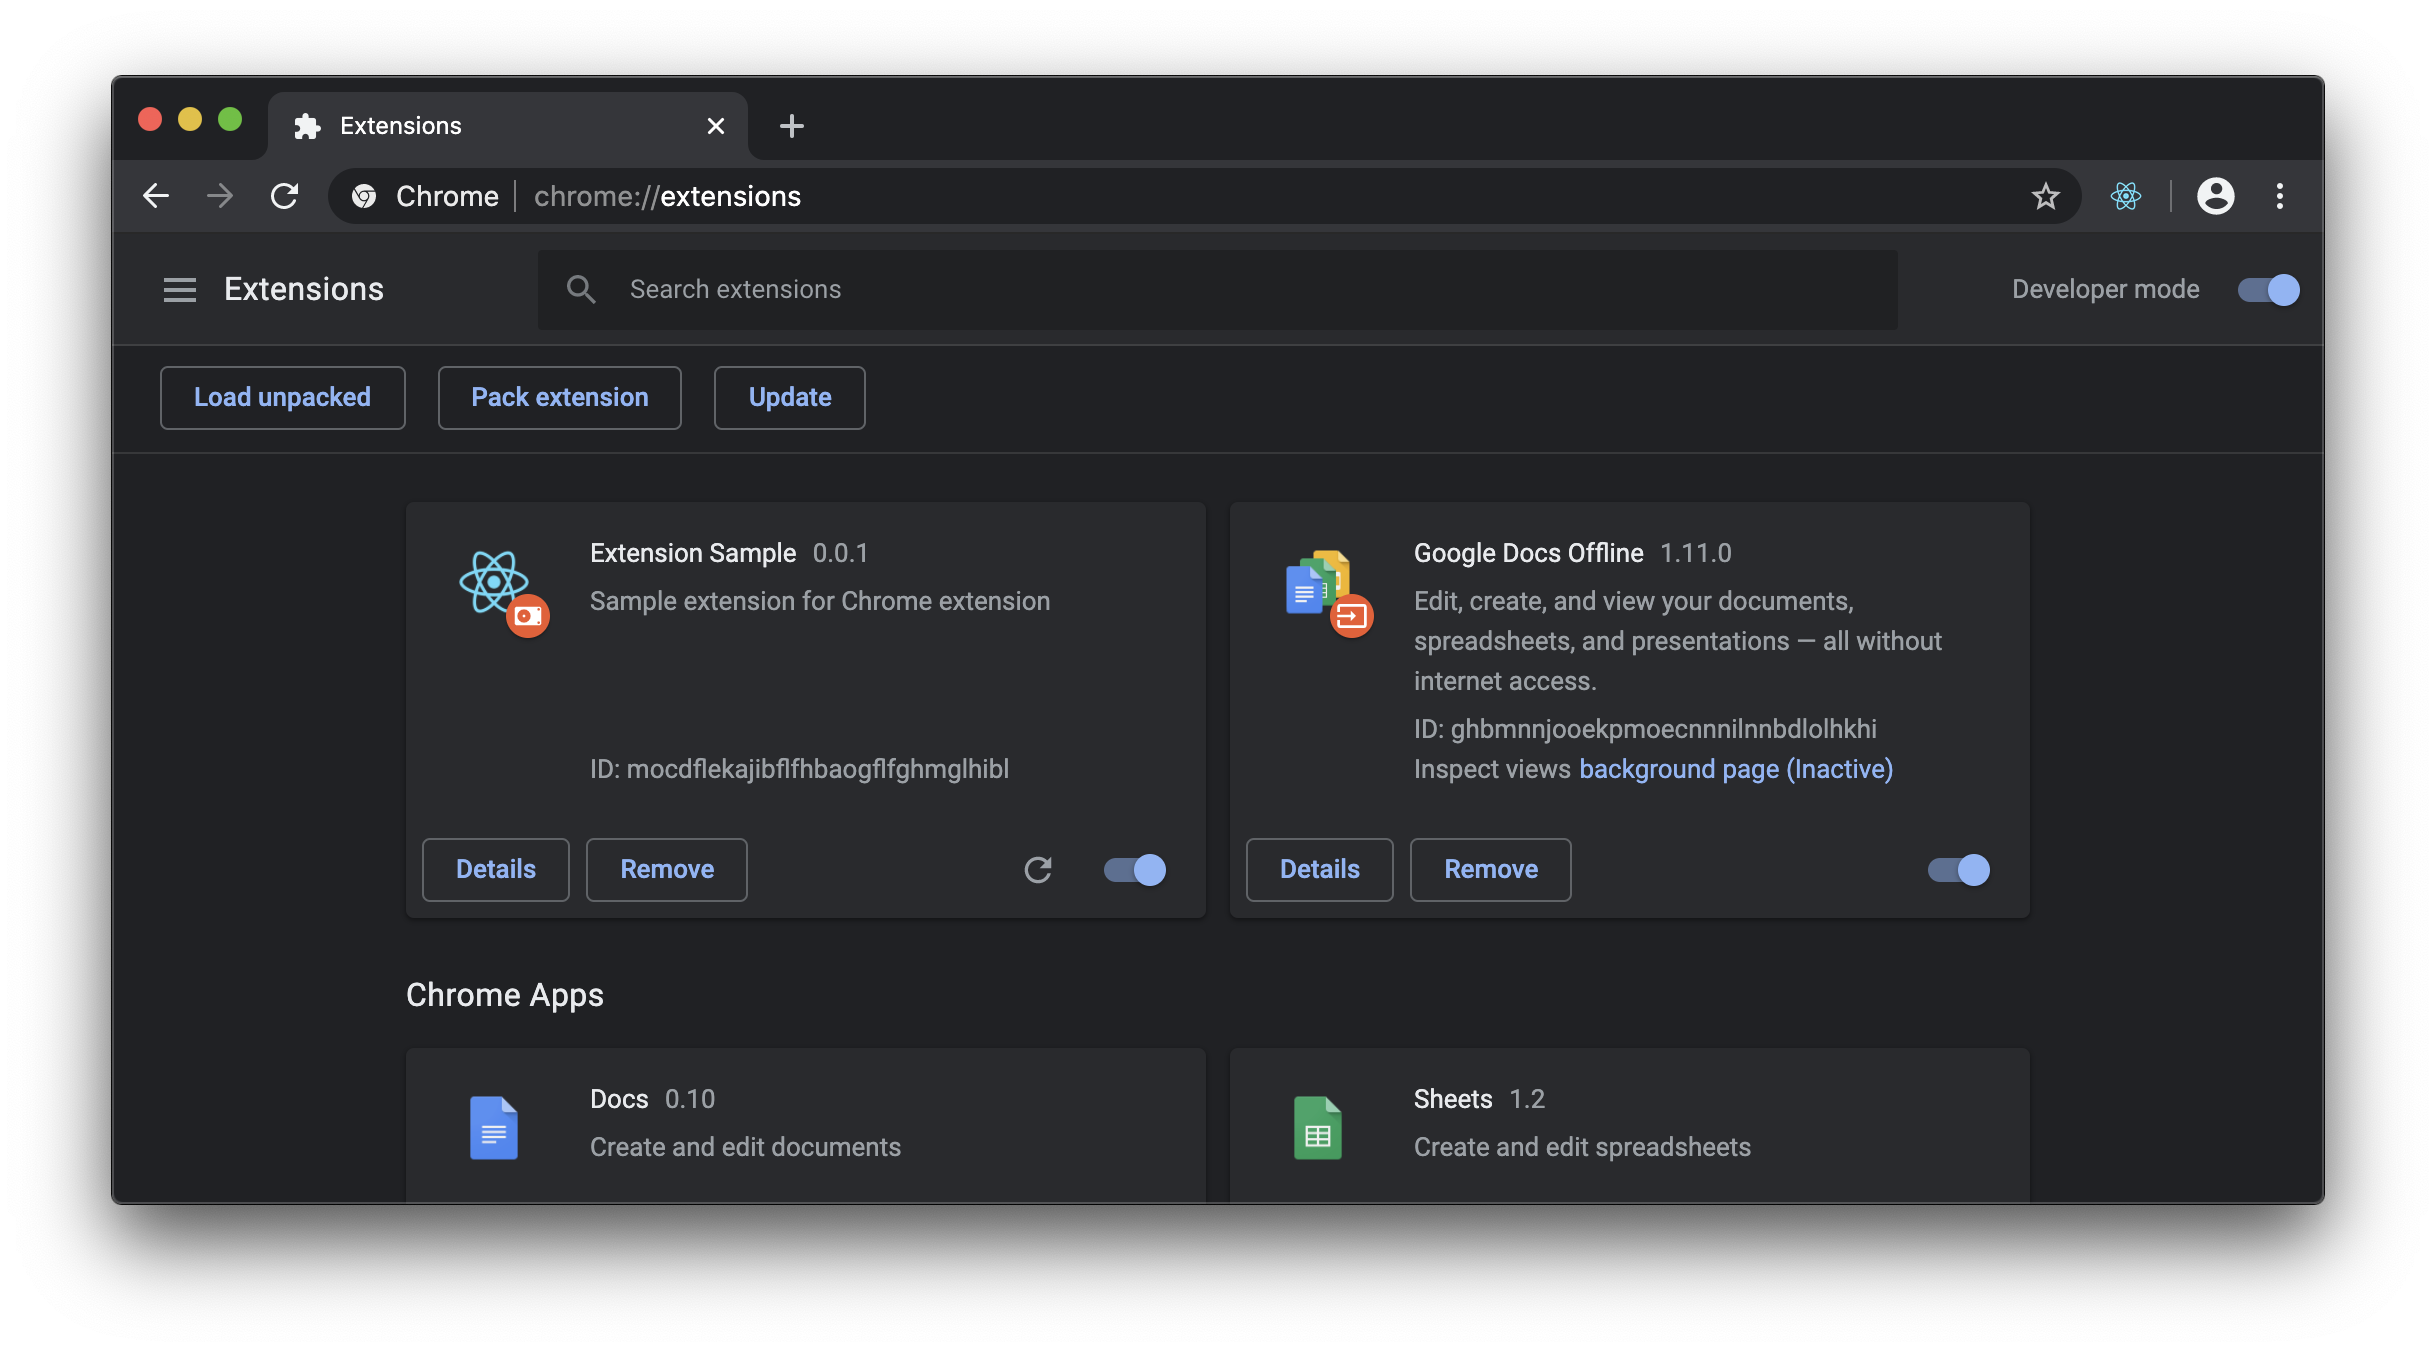 Extensions
Chrome | chrome://extensions
Extensions
Search extensions
Developer mode
Load unpacked
Pack extension
Update
Extension Sample 0.0.1
Sample extension for Chrome extension
ID: mocdflekajibflfhbaogflfghmglhibl
Details
Remove
Google Docs Offline 1.11.0
Edit, create, and view your documents,
spreadsheets, and presentations — all without
internet access.
ID: ghbmnnjooekpmoecnnnilnnbdlolhkhi
Inspect views background page (Inactive)
Details
Remove
Chrome Apps
Docs 0.10
Create and edit documents
Sheets 1.2
Create and edit spreadsheets